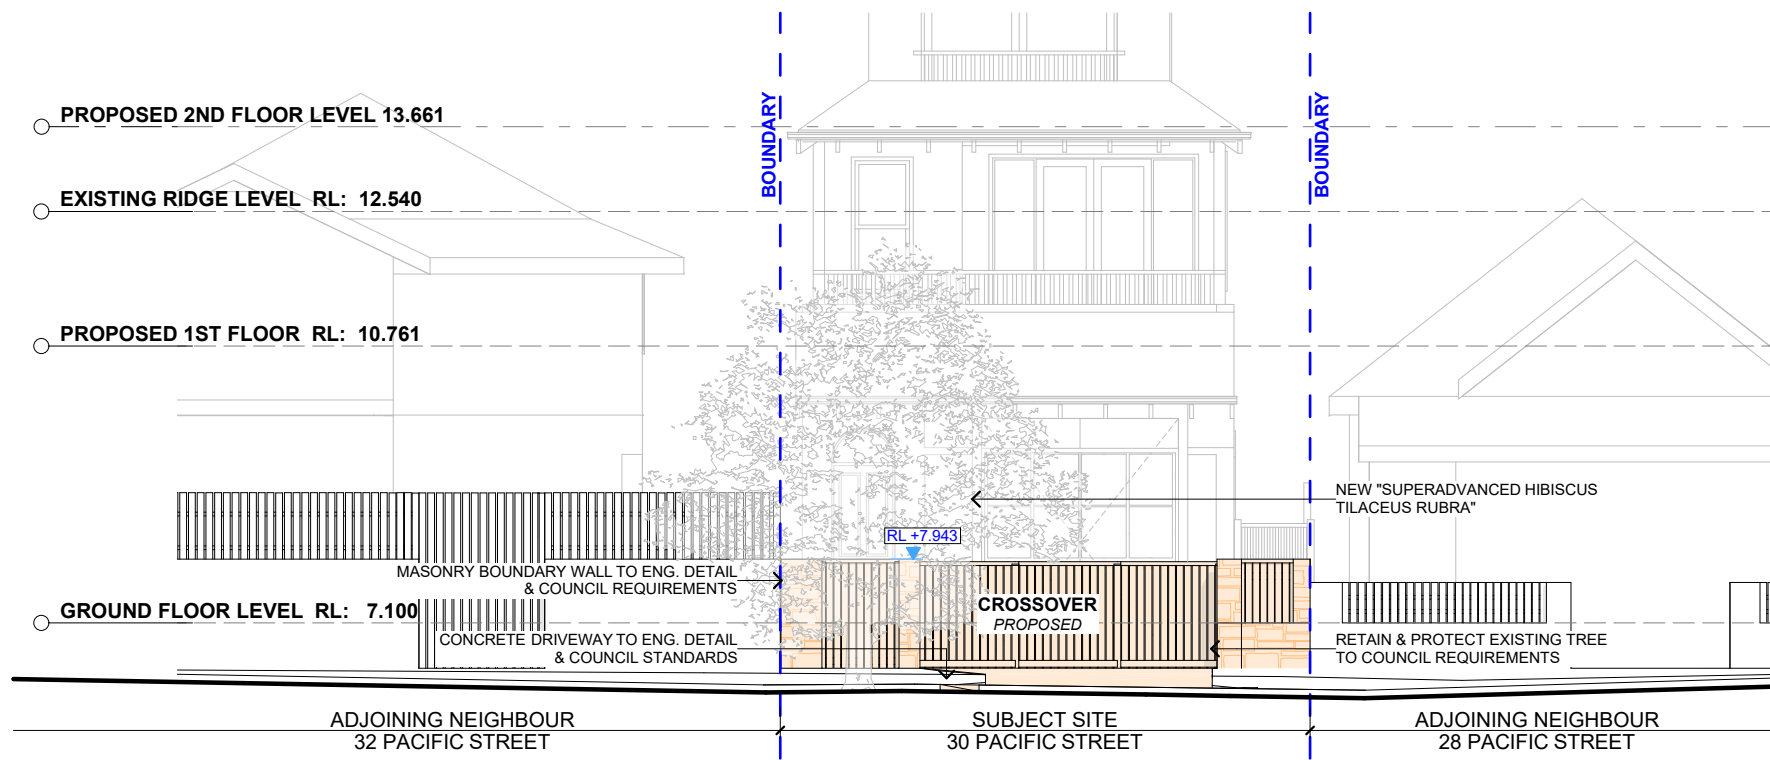 PROPOSED 2ND FLOOR LEVEL 13.661
BOUNDARY
BOUNDARY
EXISTING RIDGE LEVEL RL: 12.540
PROPOSED 1ST FLOOR RL: 10.761
NEW "SUPERADVANCED HIBISCUS
TILACEUS RUBRA"
RL +7.943
MASONRY BOUNDARY WALL TO ENG. DETAIL
& COUNCIL REQUIREMENTS
GROUND FLOOR LEVEL RL: 7.100
CROSSOVER
PROPOSED
CONCRETE DRIVEWAY TO ENG. DETAIL
& COUNCIL STANDARDS
RETAIN & PROTECT EXISTING TREE
TO COUNCIL REQUIREMENTS
ADJOINING NEIGHBOUR
32 PACIFIC STREET
SUBJECT SITE
30 PACIFIC STREET
ADJOINING NEIGHBOUR
28 PACIFIC STREET